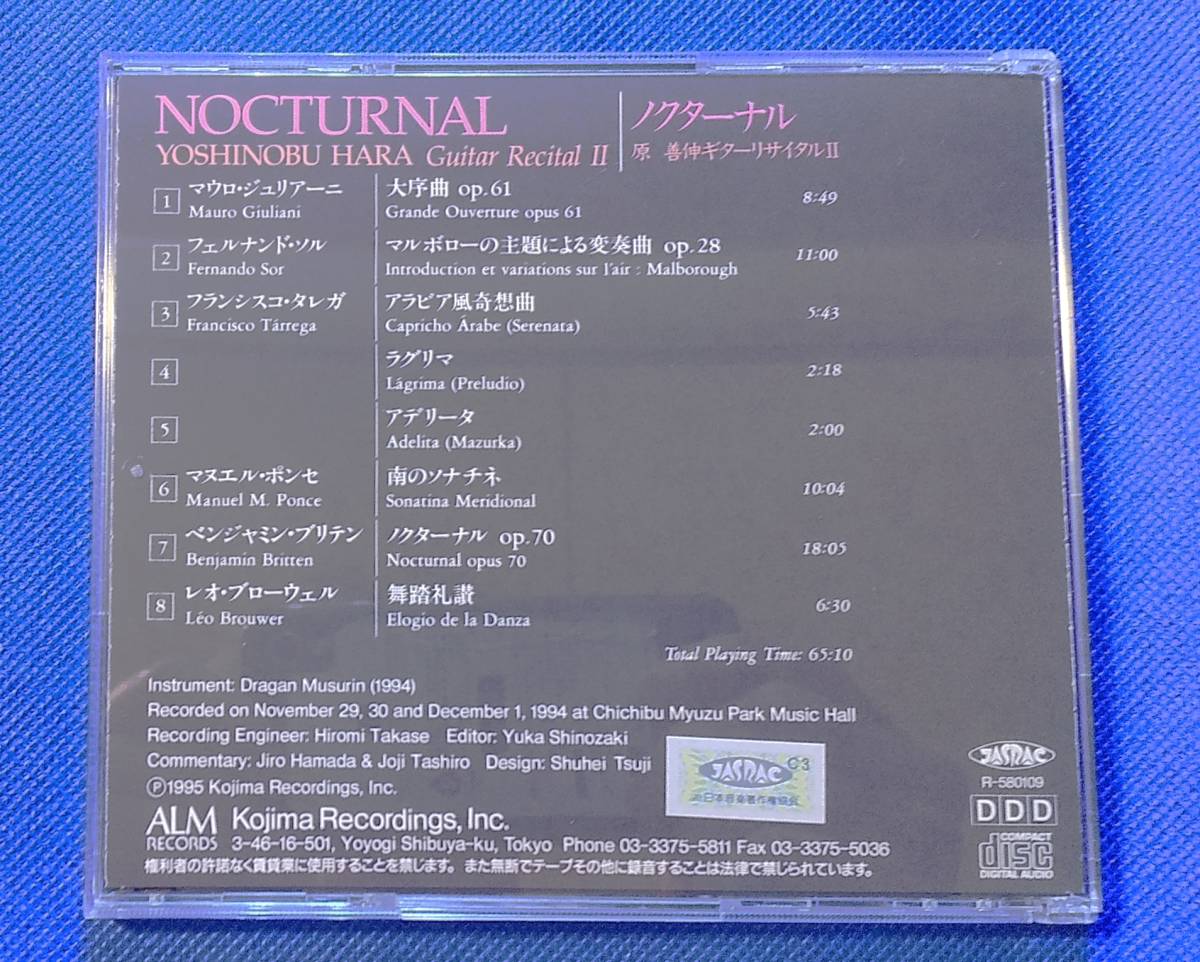 NOCTURNAL
YOSHINOBU HARA Guitar Recital II
ノクターナル
原 善伸ギターリサイタルII
1 マウロ・ジュリアーニ 大序曲 op.61 8:49
Mauro Giuliani Grande Ouverture opus 61
2 フェルナンド・ソル マルボローの主題による変奏曲 op.28 11:00
Fernando Sor Introduction et variations sur l'air : Malborough
3 フランシスコ・タレガ アラビア風奇想曲 5:43
Francisco Tárrega Capricho Árabe (Serenata)
4 ラグリマ 2:18
Lágrima (Preludio)
5 アデリータ 2:00
Adelita (Mazurka)
6 マヌエル・ポンセ 南のソナチネ 10:04
Manuel M. Ponce Sonatina Meridional
7 ベンジャミン・ブリテン ノクターナル op.70 18:05
Benjamin Britten Nocturnal opus 70
8 レオ・ブローウェル 舞踏礼讃 6:30
Léo Brouwer Elogio de la Danza
Total Playing Time: 65:10
Instrument: Dragan Musurin (1994)
Recorded on November 29, 30 and December 1, 1994 at Chichibu Myuzu Park Music Hall
Recording Engineer: Hiromi Takase Editor: Yuka Shinozaki
Commentary: Jiro Hamada & Joji Tashiro Design: Shuhei Tsuji
Ⓟ1995 Kojima Recordings, Inc.
ALM RECORDS Kojima Recordings, Inc.
3-46-16-501, Yoyogi Shibuya-ku, Tokyo Phone 03-3375-5811 Fax 03-3375-5036
権利者の許諾なく賃貸業に使用することを禁じます。また無断でテープその他に録音することは法律で禁じられています。
JASRAC C3
日本音楽著作権協会
JASRAC
R-580109
DDD
COMPACT
disc
DIGITAL AUDIO